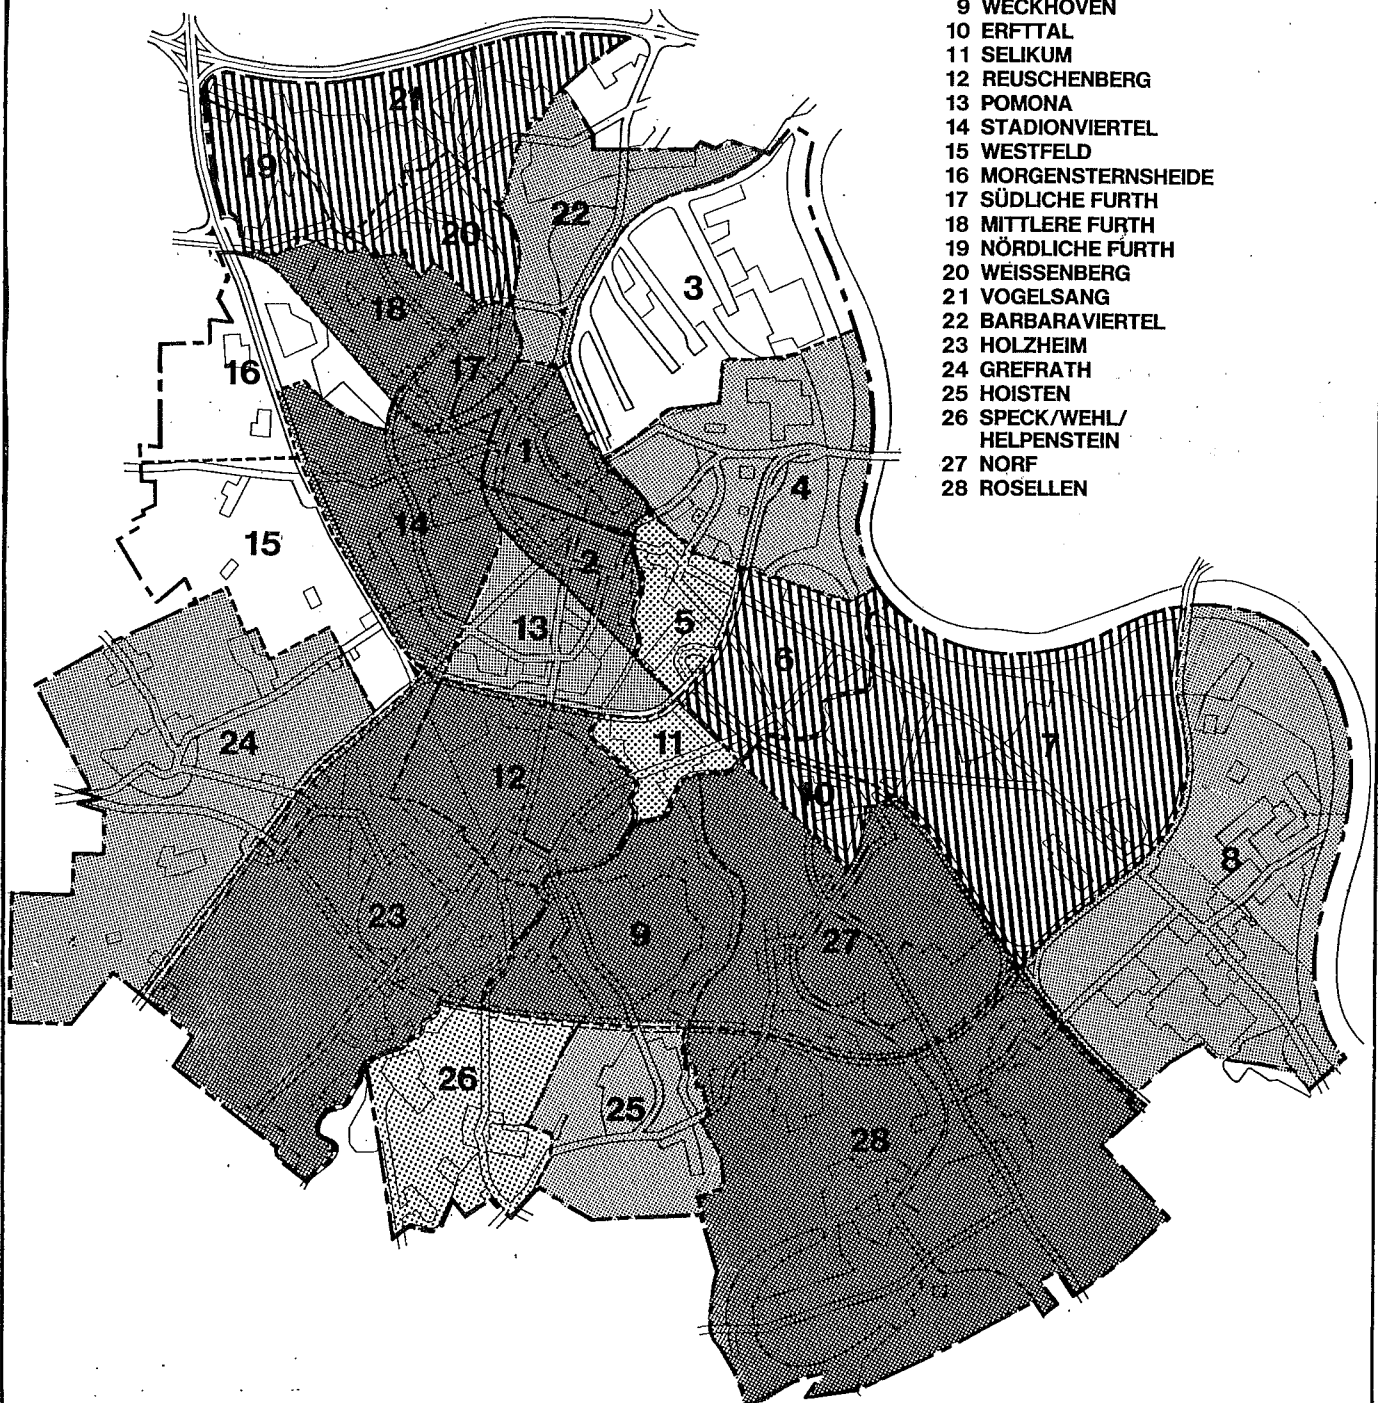 9 WECKHOVEN
10 ERFTTAL
11 SELIKUM
12 REUSCHENBERG
13 POMONA
14 STADIONVIERTEL
15 WESTFELD
16 MORGENSTERNSHEIDE
17 SÜDLICHE FURTH
18 MITTLERE FURTH
19 NÖRDLICHE FURTH
20 WEISSENBERG
21 VOGELSANG
22 BARBARAVIERTEL
23 HOLZHEIM
24 GREFRATH
25 HOISTEN
26 SPECK/WEHL/
HELPENSTEIN
27 NORF
28 ROSELLEN
21
19
22
20
3
18
17
16
1
4
14
15
2
5
13
6
11
7
24
12
10
8
23
9
27
26
25
28